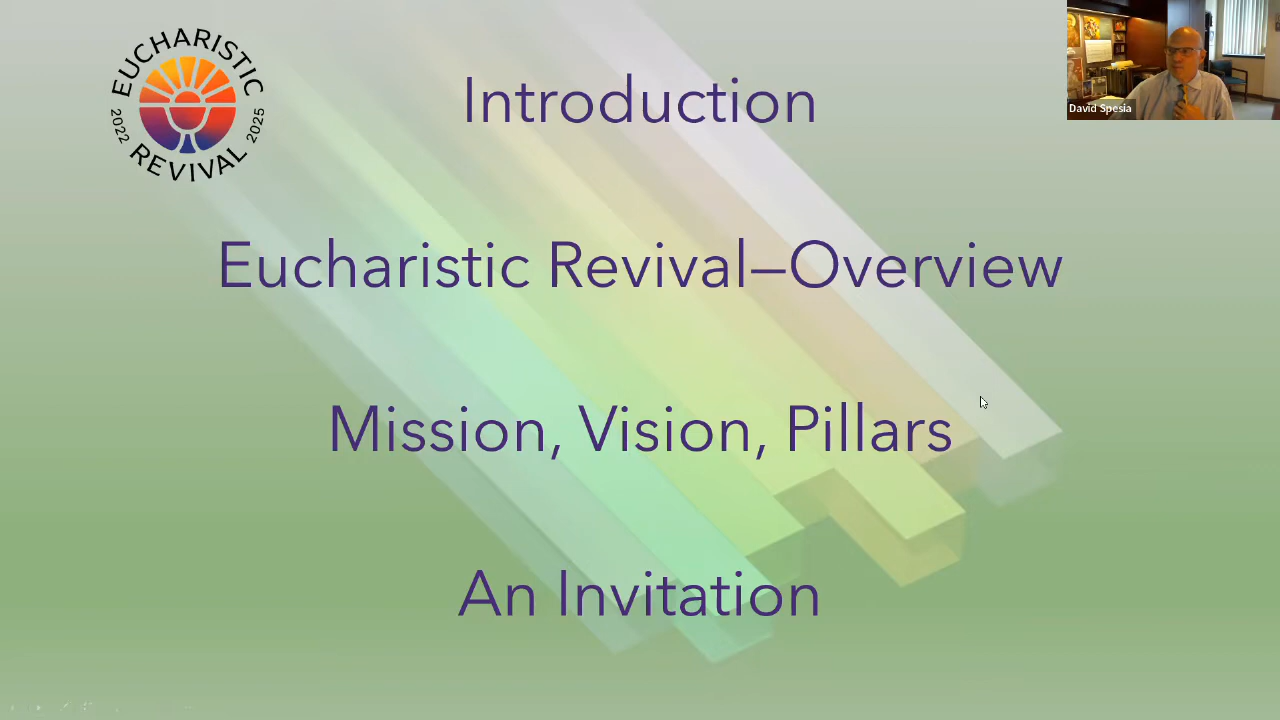 EUCHARISTIC
2022 2025
REVIVAL
Introduction
David Spesia
Eucharistic Revival—Overview
Mission, Vision, Pillars
An Invitation